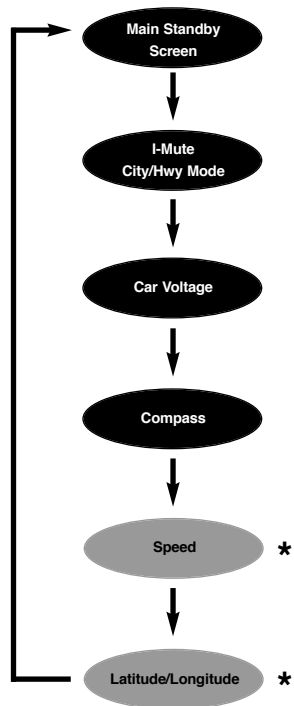 Main Standby
Screen
I-Mute
City/Hwy Mode
Car Voltage
Compass
Speed *
Latitude/Longitude *